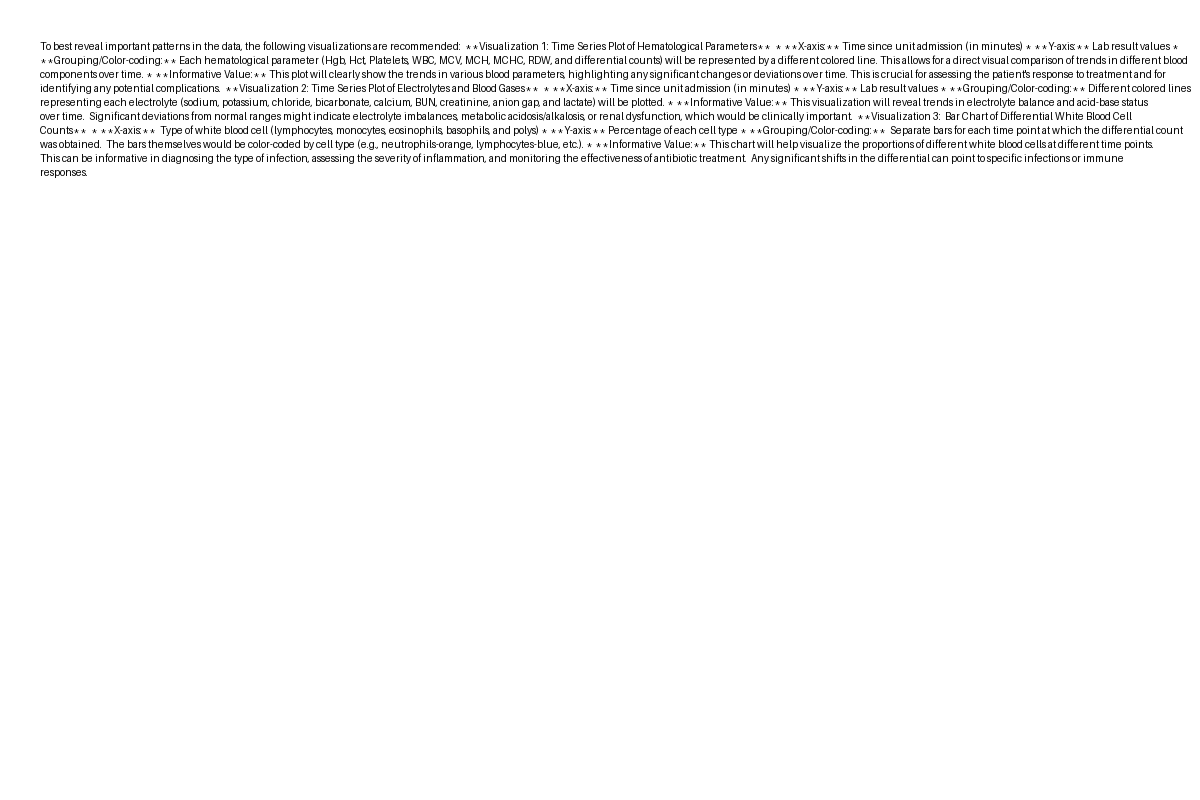 To best reveal important patterns in the data, the following visualizations are recommended:  **Visualization 1: Time Series Plot of Hematological Parameters**  * **X-axis:** Time since unit admission (in minutes) * **Y-axis:** Lab result values *
**Grouping/Color-coding:** Each hematological parameter (Hgb, Hct, Platelets, WBC, MCV, MCH, MCHC, RDW, and differential counts) will be represented by a different colored line.  This allows for a direct visual comparison of trends in different blood
components over time. * **Informative Value:** This plot will clearly show the trends in various blood parameters, highlighting any significant changes or deviations over time. This is crucial for assessing the patient's response to treatment and for
identifying any potential complications.  **Visualization 2: Time Series Plot of Electrolytes and Blood Gases**  * **X-axis:** Time since unit admission (in minutes) * **Y-axis:** Lab result values * **Grouping/Color-coding:** Different colored lines
representing each electrolyte (sodium, potassium, chloride, bicarbonate, calcium, BUN, creatinine, anion gap, and lactate) will be plotted. * **Informative Value:** This visualization will reveal trends in electrolyte balance and acid-base status
over time.  Significant deviations from normal ranges might indicate electrolyte imbalances, metabolic acidosis/alkalosis, or renal dysfunction, which would be clinically important.  **Visualization 3:  Bar Chart of Differential White Blood Cell
Counts**  * **X-axis:**  Type of white blood cell (lymphocytes, monocytes, eosinophils, basophils, and polys) * **Y-axis:** Percentage of each cell type * **Grouping/Color-coding:**  Separate bars for each time point at which the differential count
was obtained.  The bars themselves would be color-coded by cell type (e.g., neutrophils-orange, lymphocytes-blue, etc.). * **Informative Value:** This chart will help visualize the proportions of different white blood cells at different time points.
This can be informative in diagnosing the type of infection, assessing the severity of inflammation, and monitoring the effectiveness of antibiotic treatment.  Any significant shifts in the differential can point to specific infections or immune
responses.